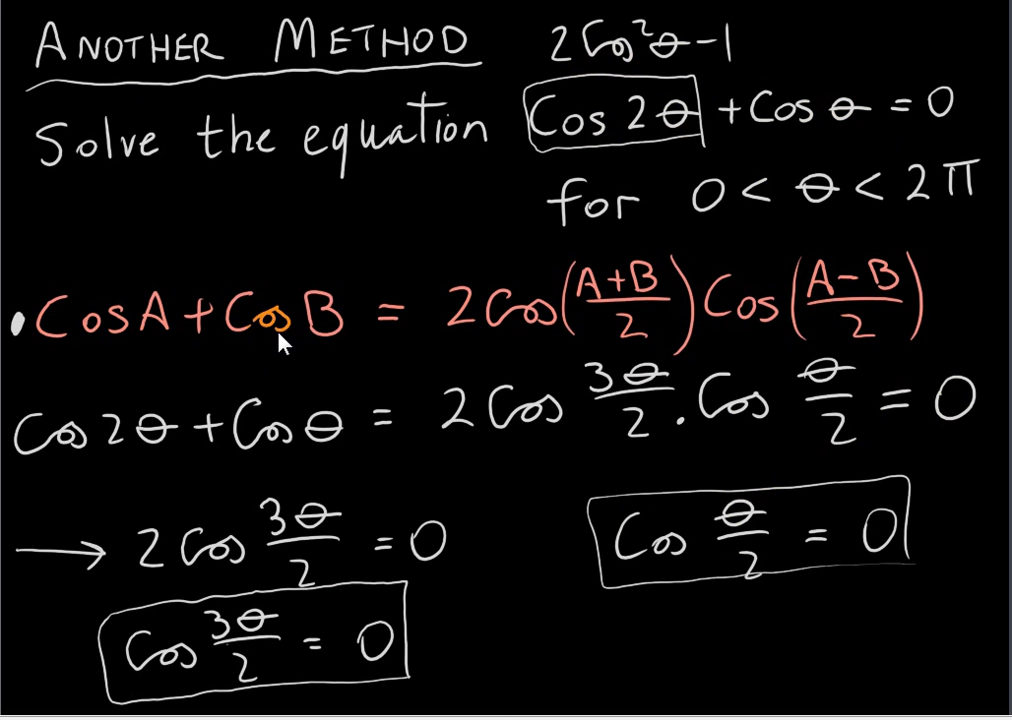 ANOTHER METHOD
2Cos²θ-1
Solve the equation Cos 2θ + Cos θ = 0
for 0 < θ < 2π
CosA + CosB = 2Cos((A+B)/2) Cos((A-B)/2)
Cos2θ + Cosθ = 2Cos 3θ/2 . Cos θ/2 = 0
→ 2Cos 3θ/2 = 0
Cos θ/2 = 0
Cos 3θ/2 = 0